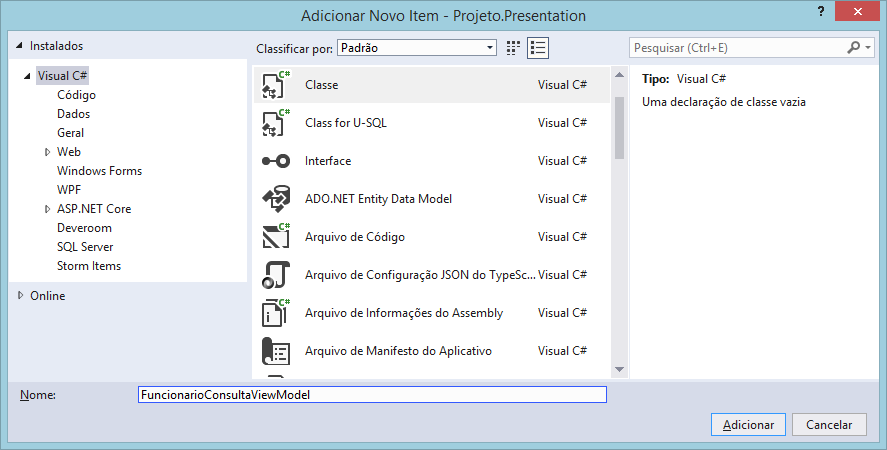 Adicionar Novo Item - Projeto.Presentation
?
Instalados
Classificar por: Padrão
Pesquisar (Ctrl+E)
Visual C#
Código
Dados
Geral
Web
Windows Forms
WPF
ASP.NET Core
Deveroom
SQL Server
Storm Items
Online
C# Classe Visual C#
C# Class for U-SQL Visual C#
Interface Visual C#
ADO.NET Entity Data Model Visual C#
C# Arquivo de Código Visual C#
Arquivo de Configuração JSON do TypeSc... Visual C#
C# Arquivo de Informações do Assembly Visual C#
Arquivo de Manifesto do Aplicativo Visual C#
Tipo: Visual C#
Uma declaração de classe vazia
Nome: FuncionarioConsultaViewModel
Adicionar Cancelar